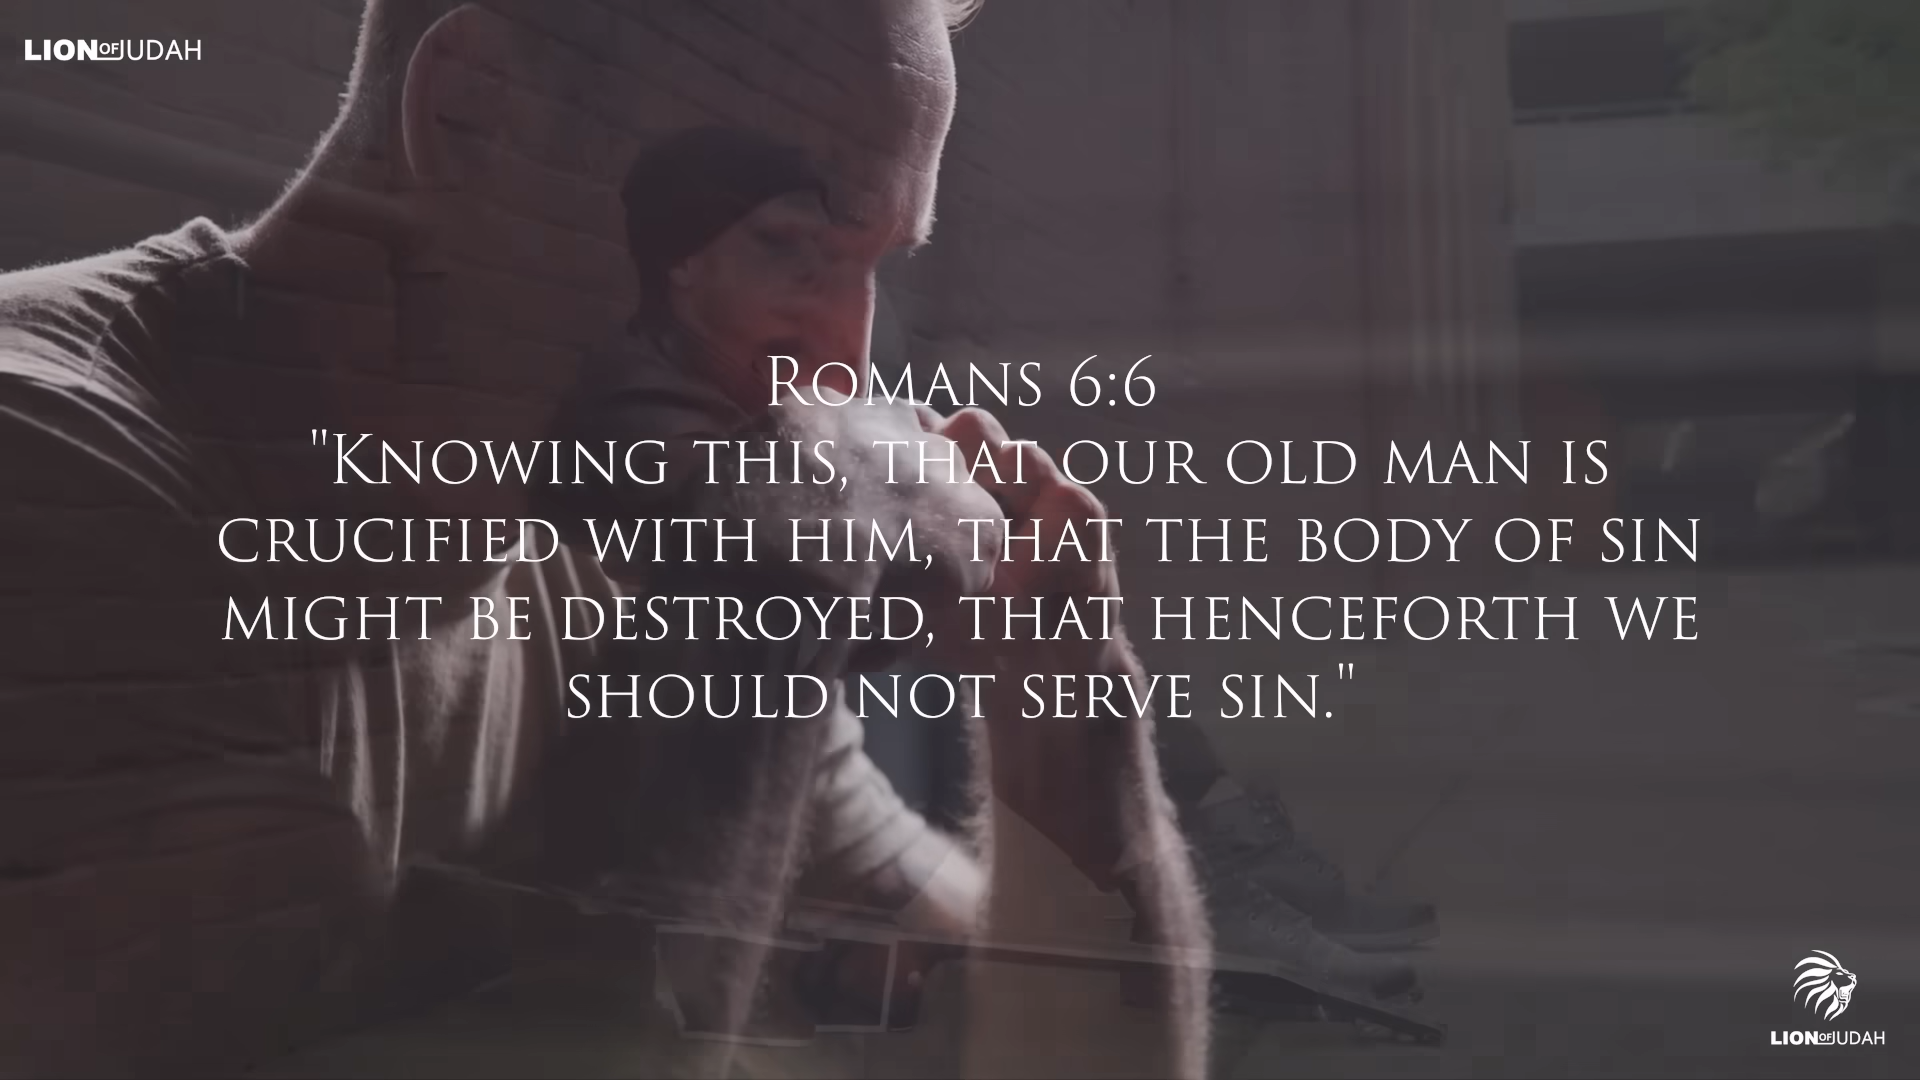 LION OF JUDAH
Romans 6:6
"Knowing this, that our old man is
crucified with him, that the body of sin
might be destroyed, that henceforth we
should not serve sin."
LION OF JUDAH